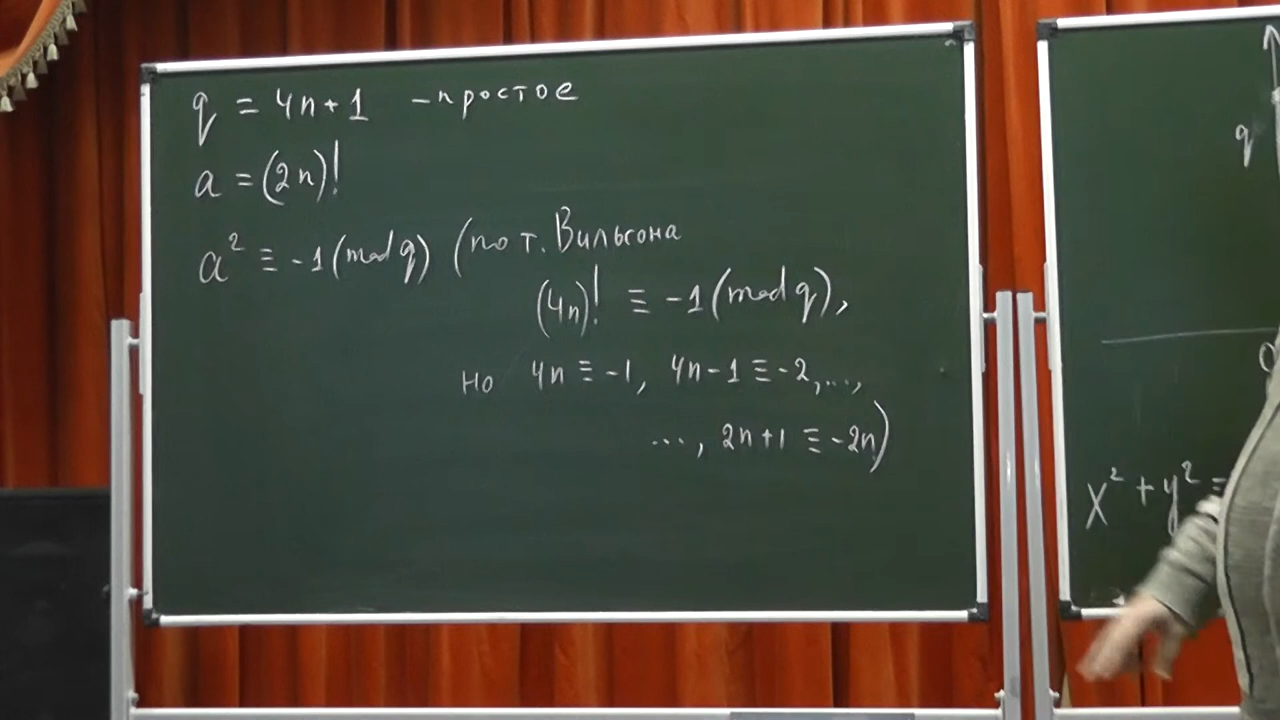 q = 4n+1 – простое
a = (2n)!
a² ≡ -1 (mod q) (по т. Вильсона
(4n)! ≡ -1 (mod q),
но 4n ≡ -1, 4n-1 ≡ -2, ...,
..., 2n+1 ≡ -2n)
q
0
x² + y² =